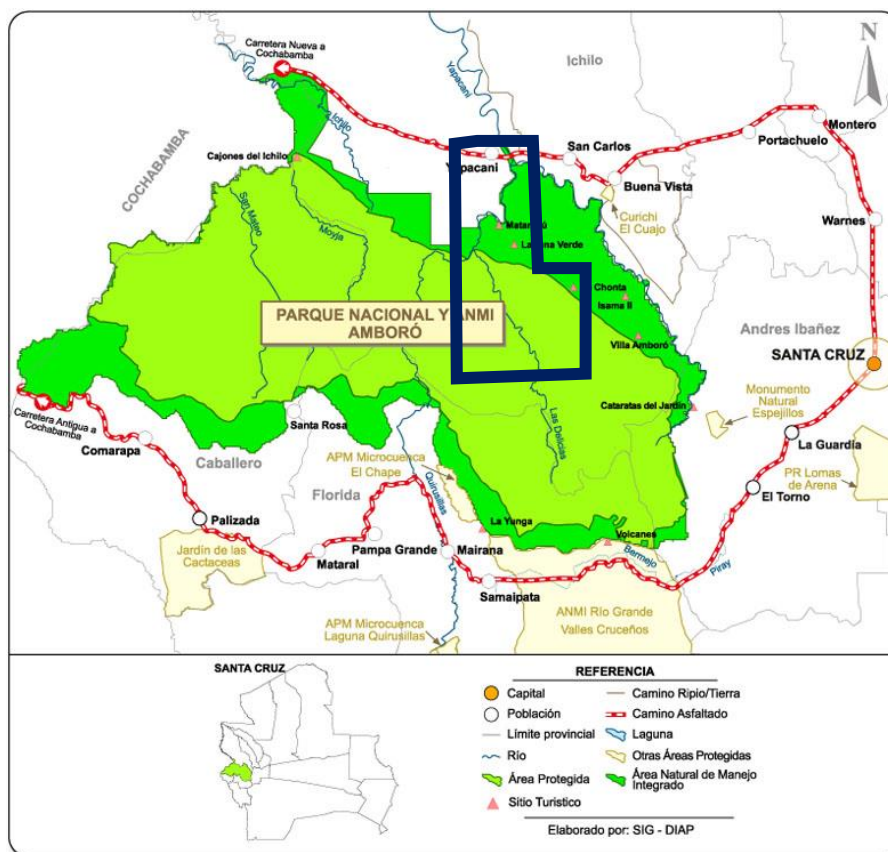 Carretera Nueva a
Cochabamba
N
Ichilo
Yapacaní
Montero
Portachuelo
San Carlos
Yapacani
Buena Vista
Ichilo
COCHABAMBA
Cajones del Ichilo
Curichi
El Cuajo
Warnes
San Mateo
Moyja
Laguna Verde
Chonta
Isama II
PARQUE NACIONAL Y ANMI
AMBORÓ
Andres Ibañez
Villa Amboró
SANTA CRUZ
Carretera Antigua a
Cochabamba
Cataratas del Jardín
Monumento
Natural
Espejillos
Santa Rosa
Las Delicias
La Guardia
Comarapa
Caballero
APM Microcuenca
El Chape
PR Lomas
de Arena
Florida
Quirusillas
El Torno
Palizada
La Yunga
Volcanes
Jardín de las
Cactaceas
Pampa Grande
Mairana
Bermejo
Piray
Mataral
Samaipata
ANMI Río Grande
Valles Cruceños
APM Microcuenca
Laguna Quirusillas
SANTA CRUZ
REFERENCIA
Capital
Camino Ripio/Tierra
Población
Camino Asfaltado
Límite provincial
Laguna
Río
Otras Áreas Protegidas
Área Protegida
Área Natural de Manejo
Integrado
Sitio Turístico
Elaborado por: SIG - DIAP